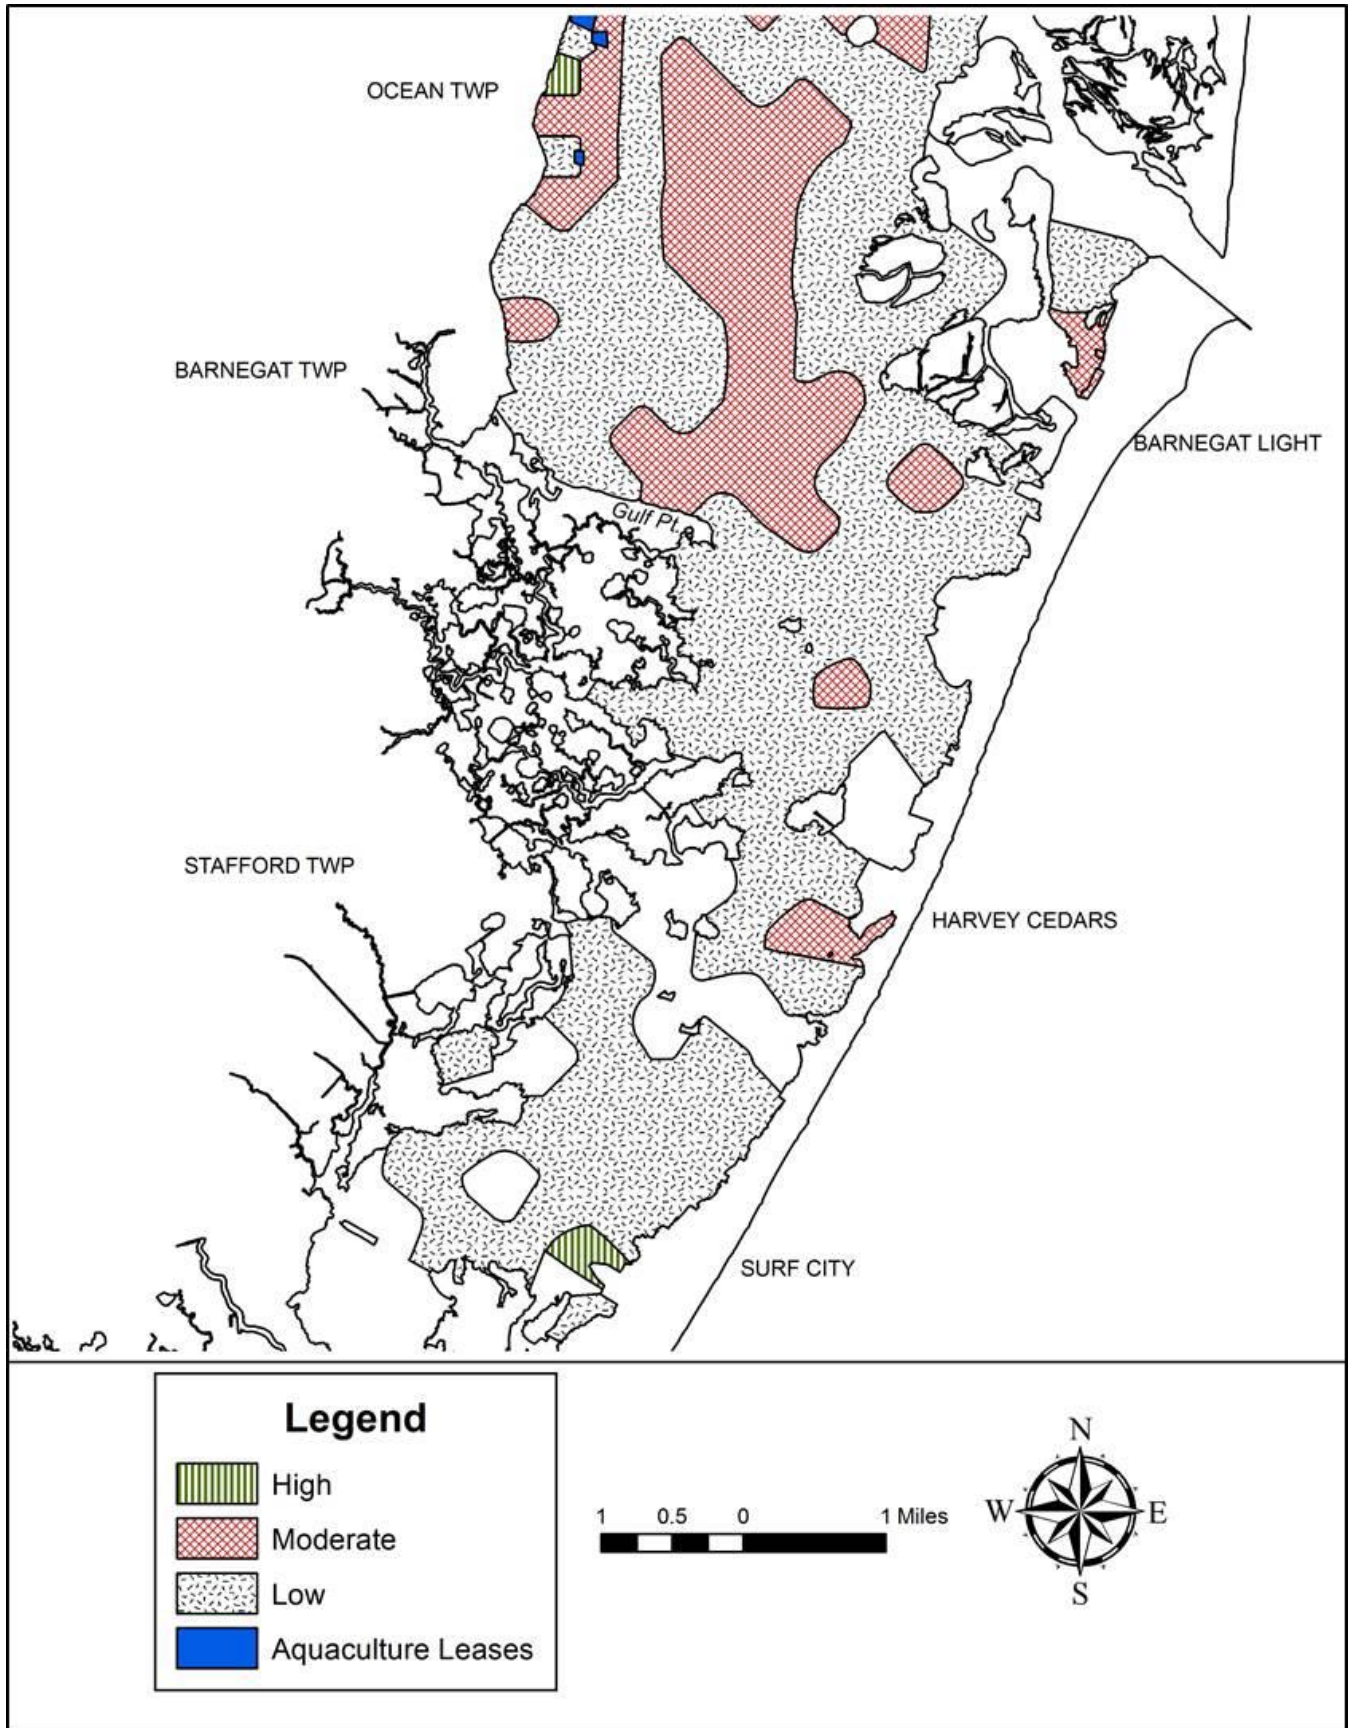 OCEAN TWP
BARNEGAT TWP
BARNEGAT LIGHT
Gulf Pt.
STAFFORD TWP
HARVEY CEDARS
SURF CITY
Legend
High
Moderate
Low
Aquaculture Leases
1 0.5 0 1 Miles
N
W E
S